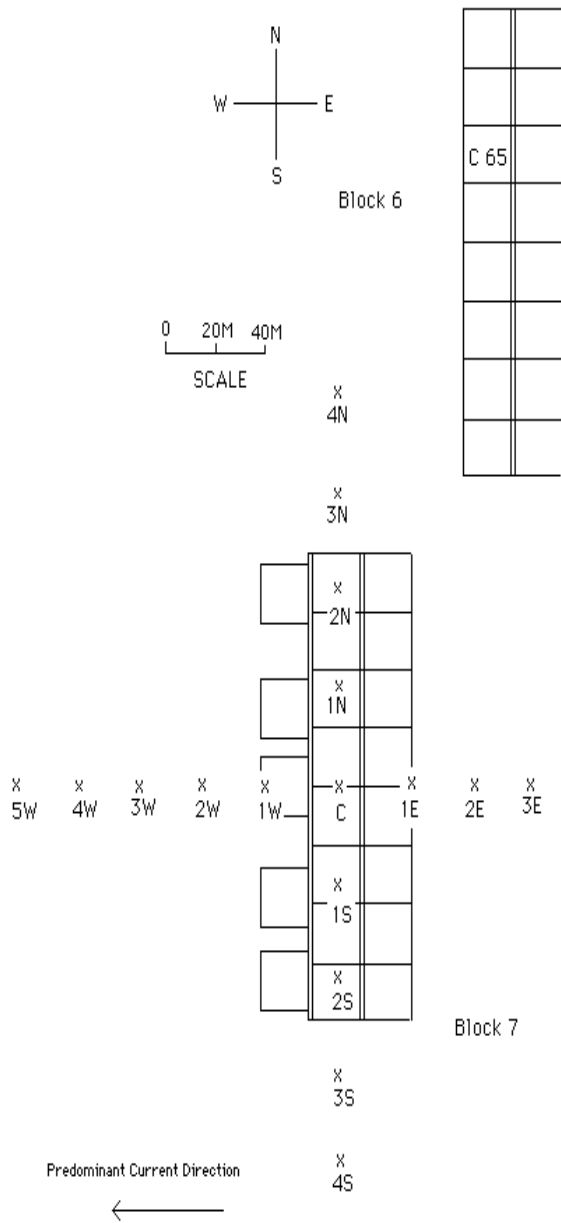 N
W E
S
C 65
Block 6
0 20M 40M
SCALE
x
4N
x
3N
x
2N
x
1N
x x x x x x x x x
5W 4W 3W 2W 1W C 1E 2E 3E
x
1S
x
2S
Block 7
x
3S
x
4S
Predominant Current Direction